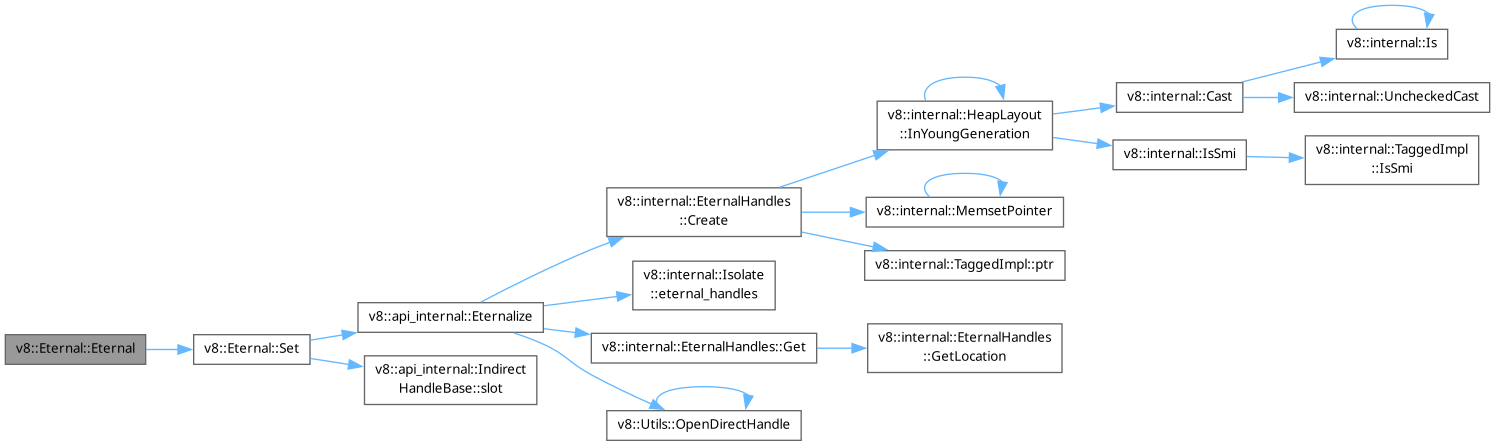 v8::Eternal::Eternal
v8::Eternal::Set
v8::api_internal::Eternalize
v8::internal::EternalHandles
::Create
v8::internal::HeapLayout
::InYoungGeneration
v8::internal::Cast
v8::internal::Is
v8::internal::UncheckedCast
v8::internal::IsSmi
v8::internal::TaggedImpl
::IsSmi
v8::internal::MemsetPointer
v8::internal::TaggedImpl::ptr
v8::internal::Isolate
::eternal_handles
v8::internal::EternalHandles::Get
v8::internal::EternalHandles
::GetLocation
v8::Utils::OpenDirectHandle
v8::api_internal::Indirect
HandleBase::slot